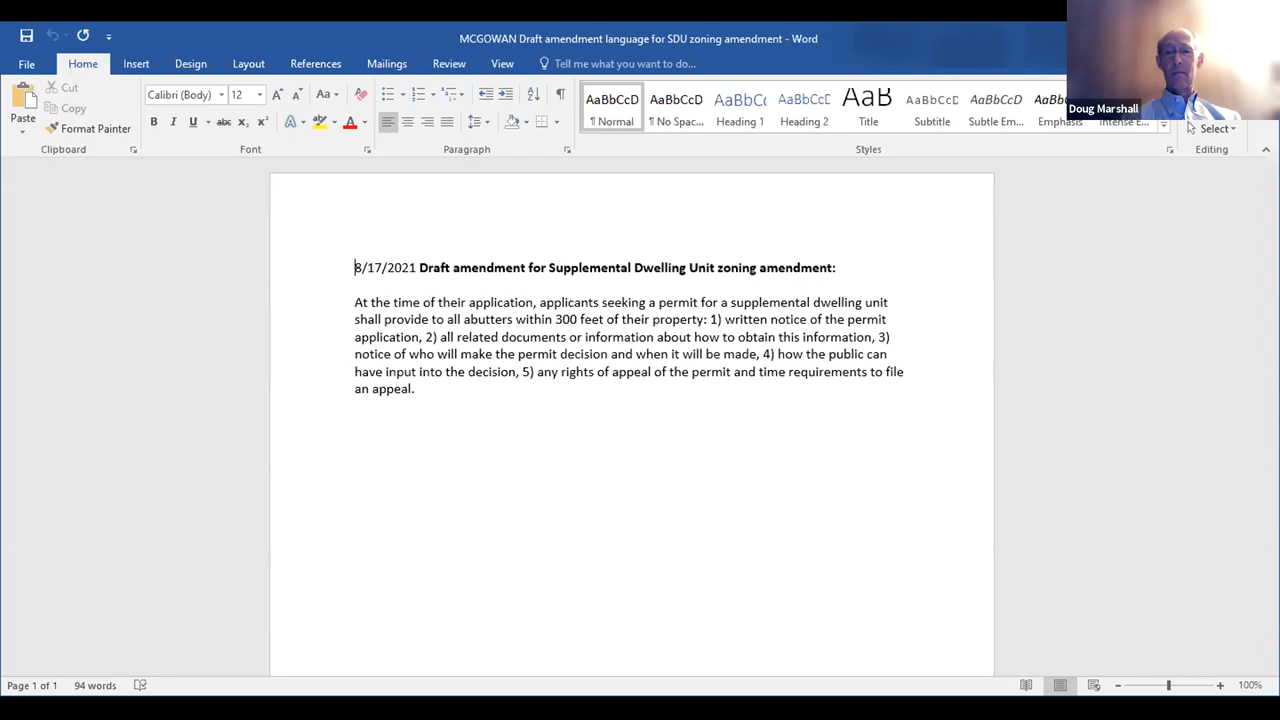 MCGOWAN Draft amendment language for SDU zoning amendment - Word
File Home Insert Design Layout References Mailings Review View Tell me what you want to do...
Doug Marshall
Paste
Cut
Copy
Format Painter
Clipboard
Calibri (Body) 12 Aa
B I U abc x₂ x² A A
Font
Paragraph
AaBbCcD AaBbCcD AaBbCc AaBbCcC AaB AaBbCcC AaBbCcD
¶ Normal ¶ No Spac... Heading 1 Heading 2 Title Subtitle Subtle Em... Emphasis
Styles
Select
Editing
8/17/2021 Draft amendment for Supplemental Dwelling Unit zoning amendment:
At the time of their application, applicants seeking a permit for a supplemental dwelling unit
shall provide to all abutters within 300 feet of their property: 1) written notice of the permit
application, 2) all related documents or information about how to obtain this information, 3)
notice of who will make the permit decision and when it will be made, 4) how the public can
have input into the decision, 5) any rights of appeal of the permit and time requirements to file
an appeal.
Page 1 of 1 94 words 100%